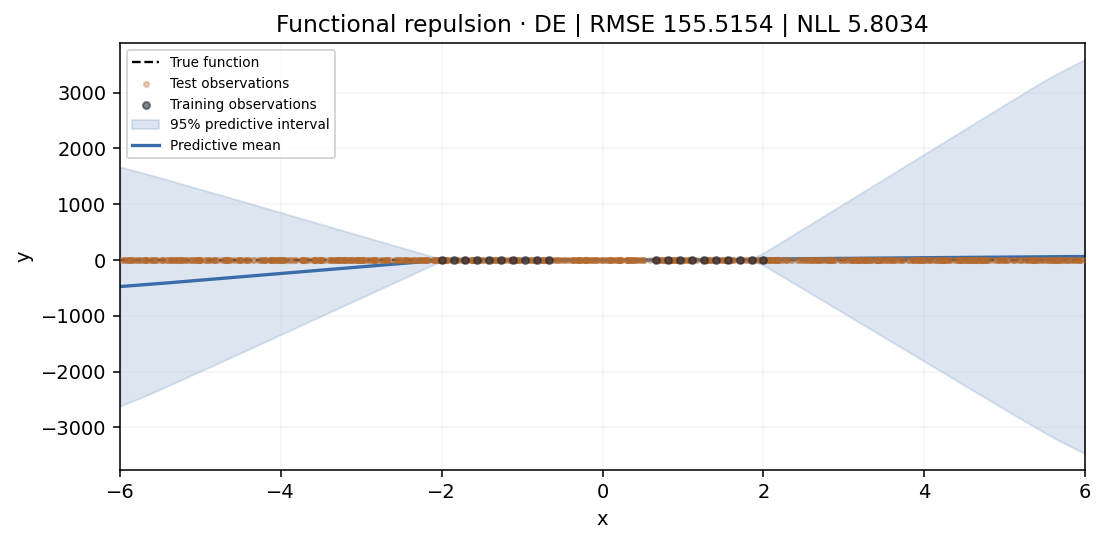 Functional repulsion · DE | RMSE 155.5154 | NLL 5.8034
True function
Test observations
Training observations
95% predictive interval
Predictive mean
3000
2000
1000
0
−1000
−2000
−3000
y
−6
−4
−2
0
2
4
6
x